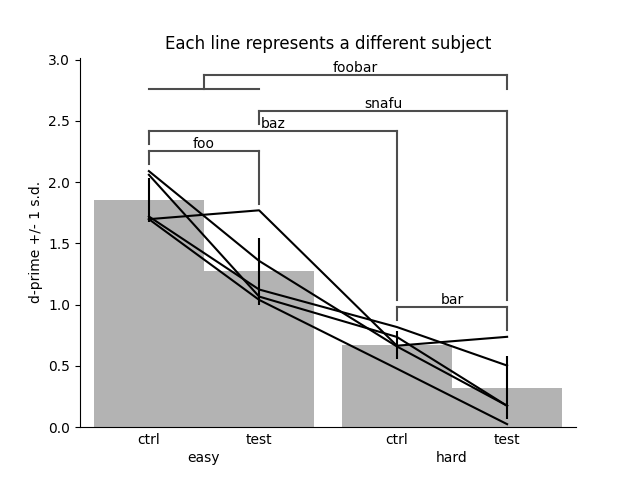 Each line represents a different subject
foobar
snafu
baz
foo
bar
d-prime +/- 1 s.d.
3.0
2.5
2.0
1.5
1.0
0.5
0.0
ctrl test ctrl test
easy hard